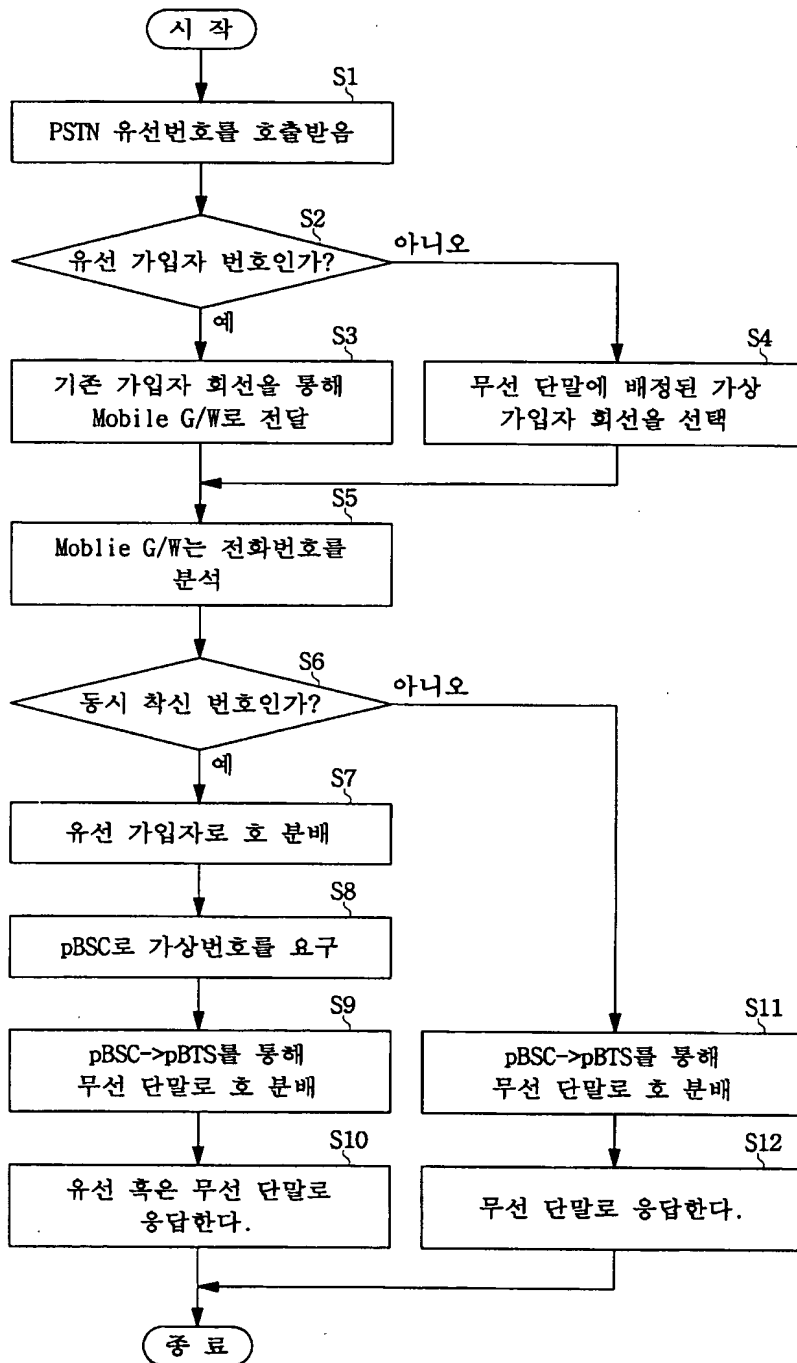 시 작
S1
PSTN 유선번호를 호출받음
S2
유선 가입자 번호인가?
아니오
예
S3
기존 가입자 회선을 통해
Mobile G/W로 전달
S4
무선 단말에 배정된 가상
가입자 회선을 선택
S5
Moblie G/W는 전화번호를
분석
S6
동시 착신 번호인가?
아니오
예
S7
유선 가입자로 호 분배
S8
pBSC로 가상번호를 요구
S9
pBSC->pBTS를 통해
무선 단말로 호 분배
S11
pBSC->pBTS를 통해
무선 단말로 호 분배
S10
유선 혹은 무선 단말로
응답한다.
S12
무선 단말로 응답한다.
종 료